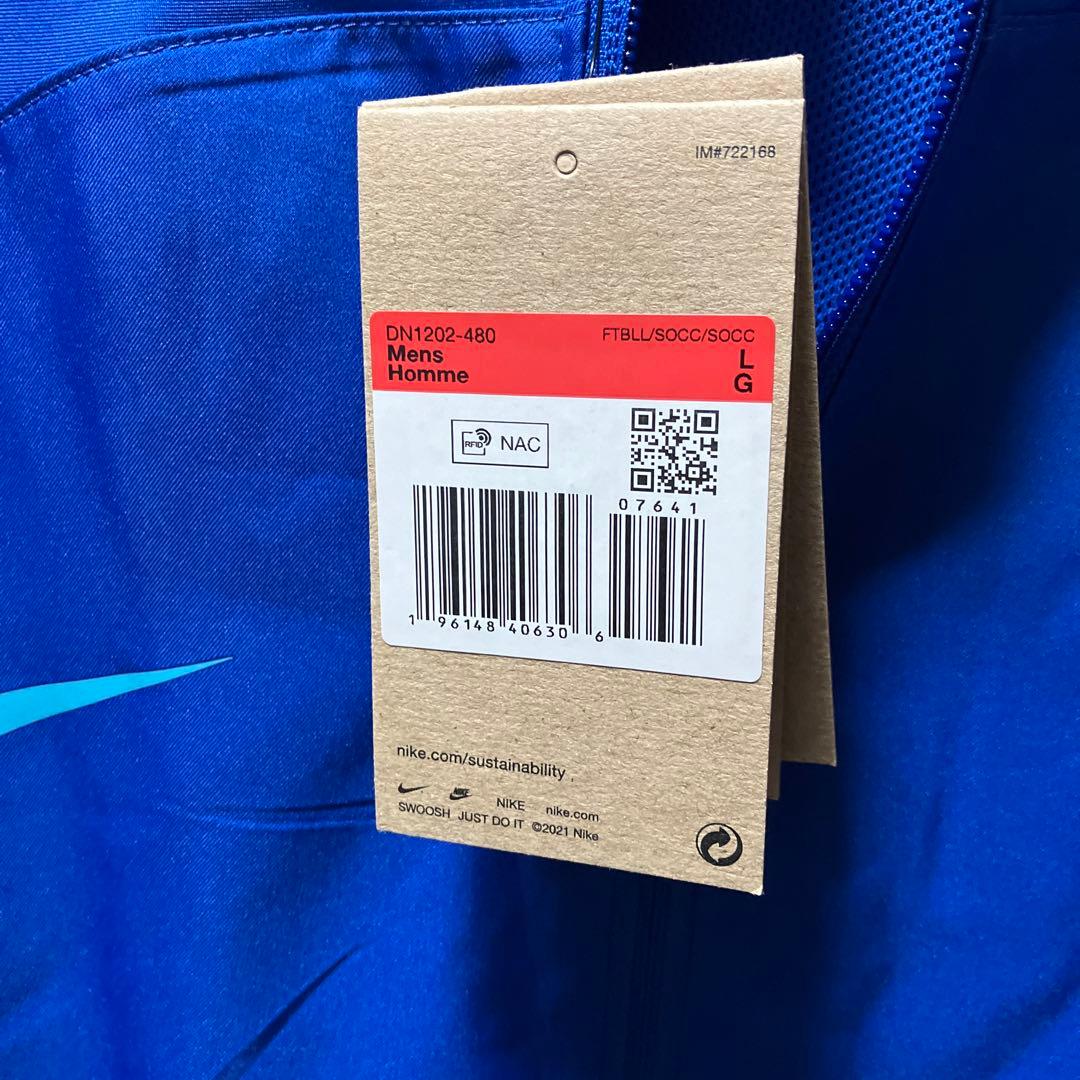 IM#722168
DN1202-480 FTBLL/SOCC/SOCC
Mens L
Homme G
RFID NAC
07641
1 96148 40630 6
nike.com/sustainability
NIKE NIKE nike.com
SWOOSH JUST DO IT ©2021 Nike